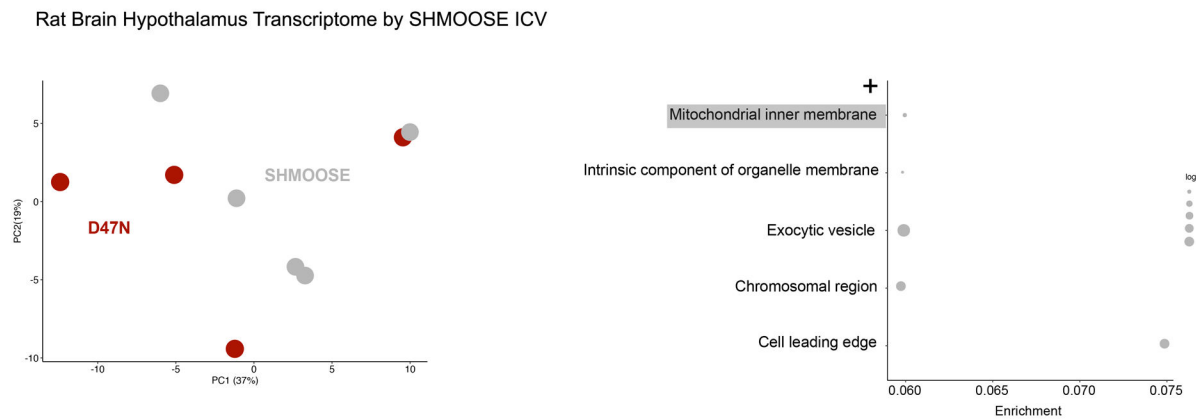 Rat Brain Hypothalamus Transcriptome by SHMOOSE ICV
5
0
-5
-10
PC2(19%)
-10 -5 0 5 10
PC1 (37%)
SHMOOSE
D47N
+
Mitochondrial inner membrane
Intrinsic component of organelle membrane
Exocytic vesicle
Chromosomal region
Cell leading edge
0.060 0.065 0.070 0.075
Enrichment
log